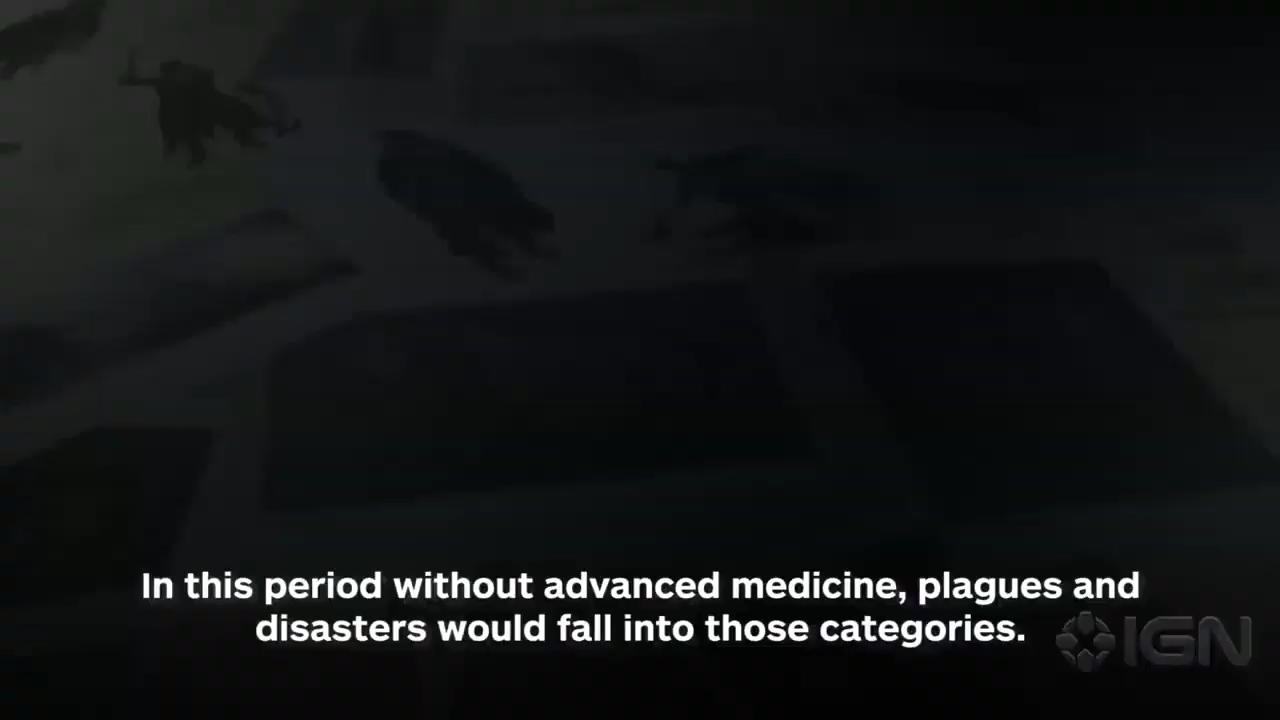 In this period without advanced medicine, plagues and
disasters would fall into those categories.
IGN